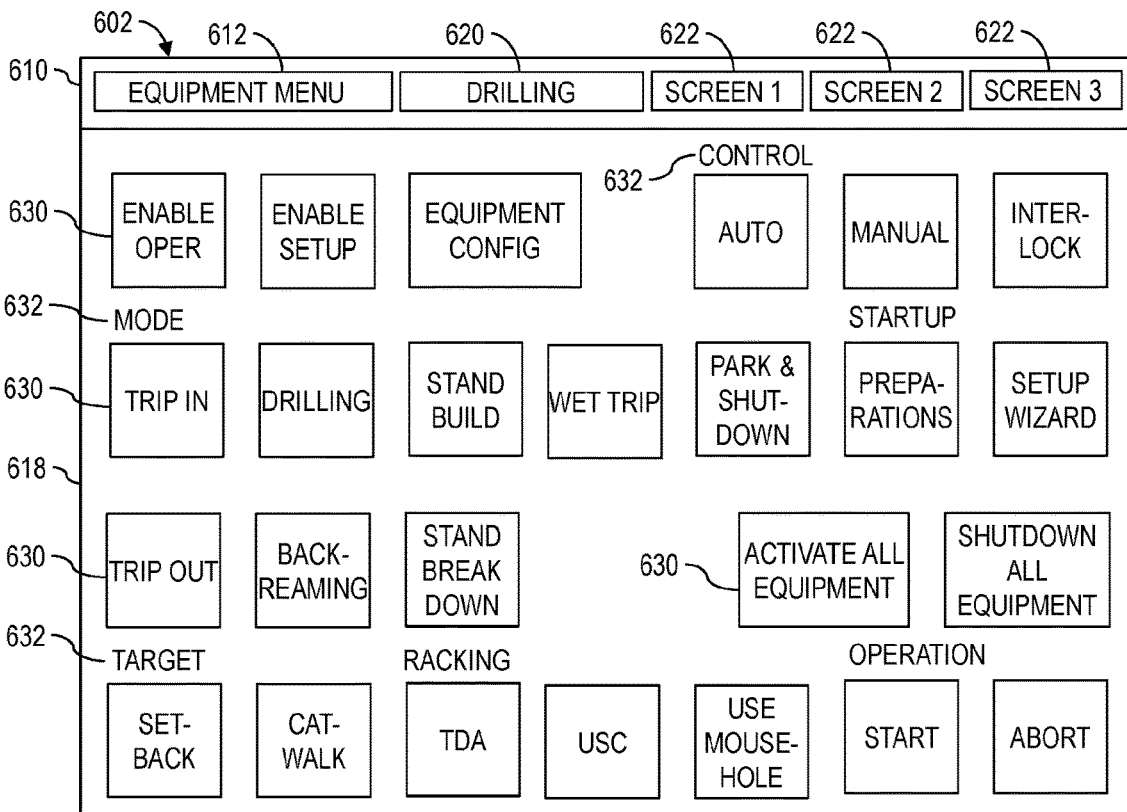 602
612
620
622
622
622
610
EQUIPMENT MENU
DRILLING
SCREEN 1
SCREEN 2
SCREEN 3
632
CONTROL
630
ENABLE
OPER
ENABLE
SETUP
EQUIPMENT
CONFIG
AUTO
MANUAL
INTER-
LOCK
632
MODE
STARTUP
630
TRIP IN
DRILLING
STAND
BUILD
WET TRIP
PARK &
SHUT-
DOWN
PREPA-
RATIONS
SETUP
WIZARD
618
630
TRIP OUT
BACK-
REAMING
STAND
BREAK
DOWN
630
ACTIVATE ALL
EQUIPMENT
SHUTDOWN
ALL
EQUIPMENT
632
TARGET
RACKING
OPERATION
SET-
BACK
CAT-
WALK
TDA
USC
USE
MOUSE-
HOLE
START
ABORT